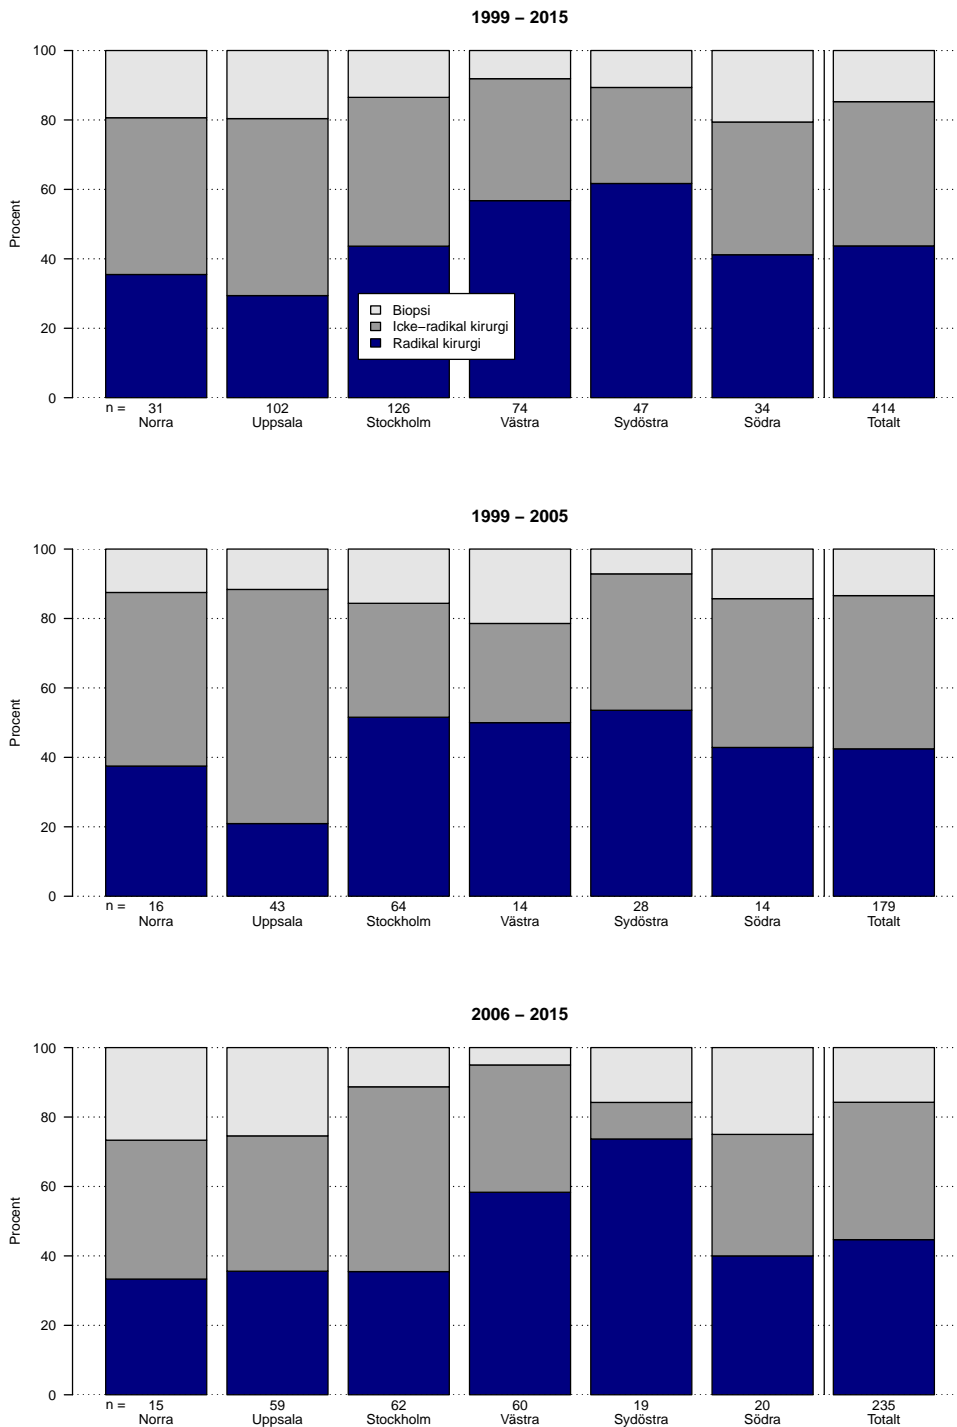 1999 – 2015
100
80
60
40
20
0
Procent
Biopsi
Icke−radikal kirurgi
Radikal kirurgi
n = 31 102 126 74 47 34 414
Norra Uppsala Stockholm Västra Sydöstra Södra Totalt
1999 – 2005
100
80
60
40
20
0
Procent
n = 16 43 64 14 28 14 179
Norra Uppsala Stockholm Västra Sydöstra Södra Totalt
2006 – 2015
100
80
60
40
20
0
Procent
n = 15 59 62 60 19 20 235
Norra Uppsala Stockholm Västra Sydöstra Södra Totalt